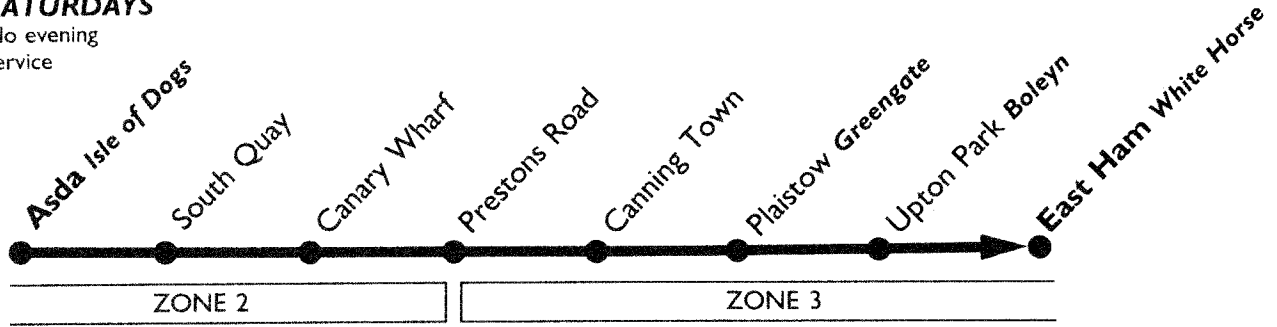 ATURDAYS
lo evening
ervice
Asda Isle of Dogs
South Quay
Canary Wharf
Prestons Road
Canning Town
Plaistow Greengate
Upton Park Boleyn
East Ham White Horse
ZONE 2
ZONE 3